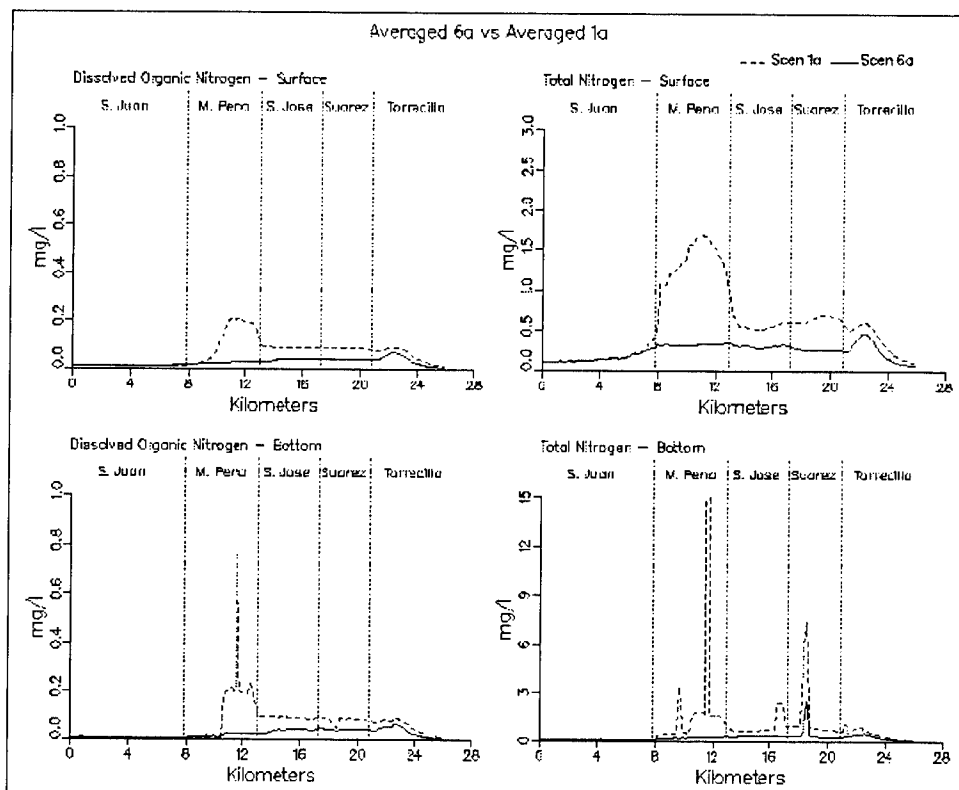 Averaged 6a vs Averaged 1a
Scen 1a Scen 6a
Dissolved Organic Nitrogen – Surface
S. Juan M. Pena S. Jose Suarez Torrecilla
mg/l
1.0
0.8
0.6
0.4
0.2
0.0
0 4 8 12 16 20 24 28
Kilometers
Total Nitrogen – Surface
S. Juan M. Pena S. Jose Suarez Torrecilla
mg/l
3.0
2.5
2.0
1.5
1.0
0.5
0.0
0 4 8 12 16 20 24 28
Kilometers
Dissolved Organic Nitrogen – Bottom
S. Juan M. Pena S. Jose Suarez Torrecilla
mg/l
1.0
0.8
0.6
0.4
0.2
0.0
0 4 8 12 16 20 24 28
Kilometers
Total Nitrogen – Bottom
S. Juan M. Pena S. Jose Suarez Torrecilla
mg/l
15
12
9
6
3
0
0 4 8 12 16 20 24 28
Kilometers